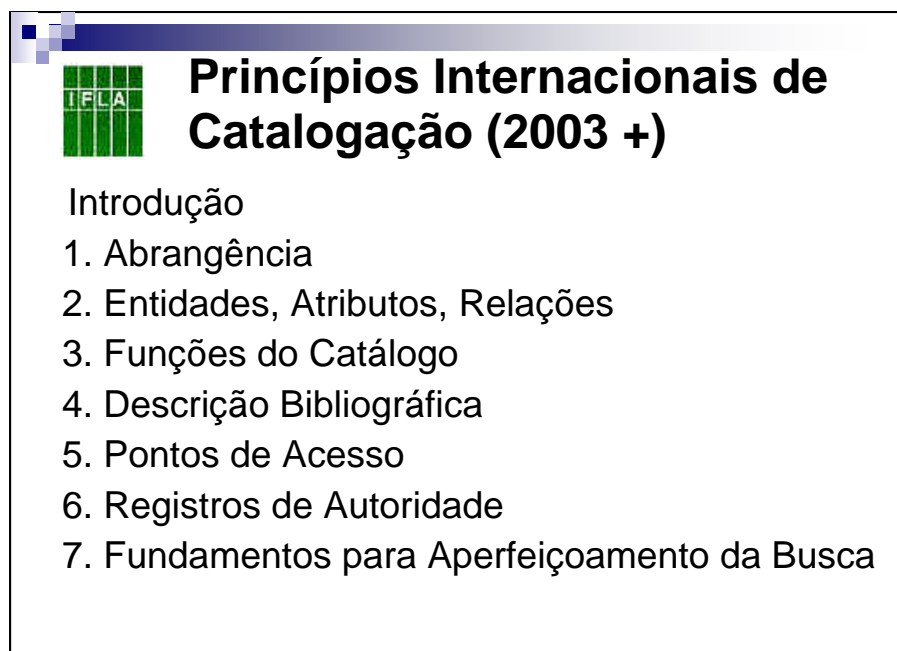 Princípios Internacionais de
Catalogação (2003 +)
IFLA
Introdução
1. Abrangência
2. Entidades, Atributos, Relações
3. Funções do Catálogo
4. Descrição Bibliográfica
5. Pontos de Acesso
6. Registros de Autoridade
7. Fundamentos para Aperfeiçoamento da Busca